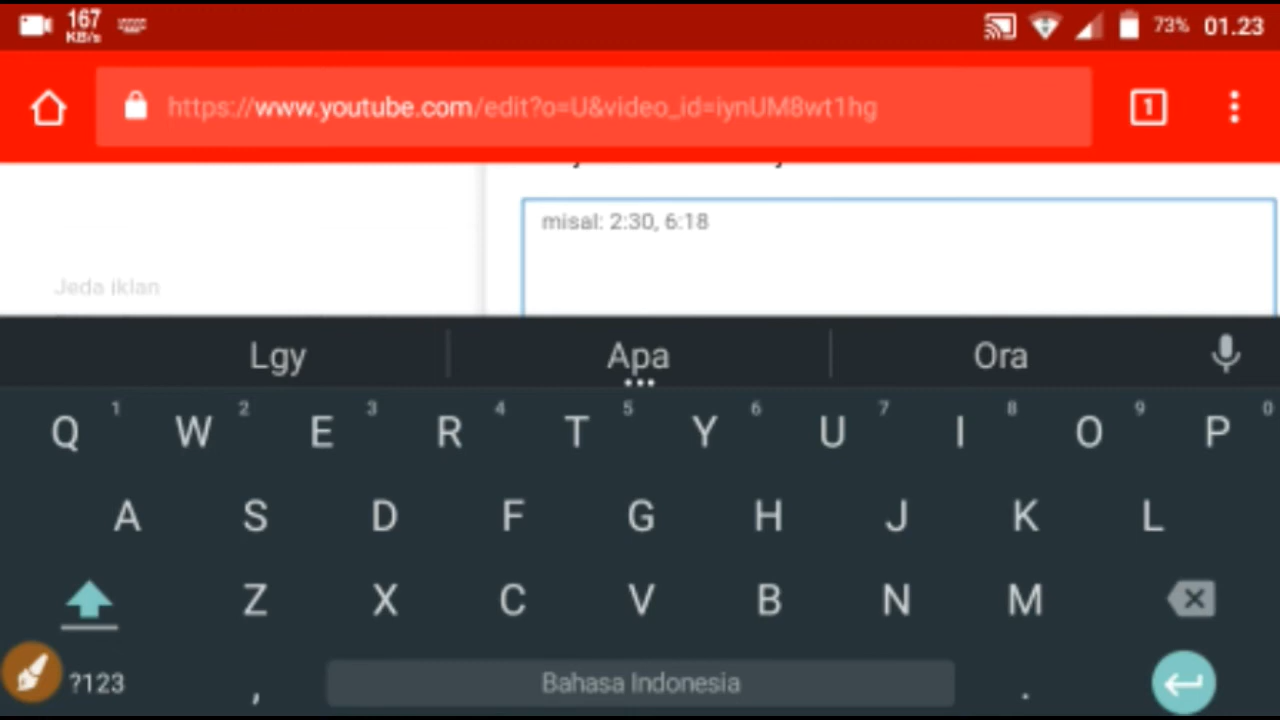 167 KB/s 73% 01.23
https://www.youtube.com/edit?o=U&video_id=iynUM8wt1hg 1
misal: 2:30, 6:18
Jeda iklan
Lgy Apa Ora
1 2 3 4 5 6 7 8 9 0
Q W E R T Y U I O P
A S D F G H J K L
Z X C V B N M
?123 , Bahasa Indonesia .